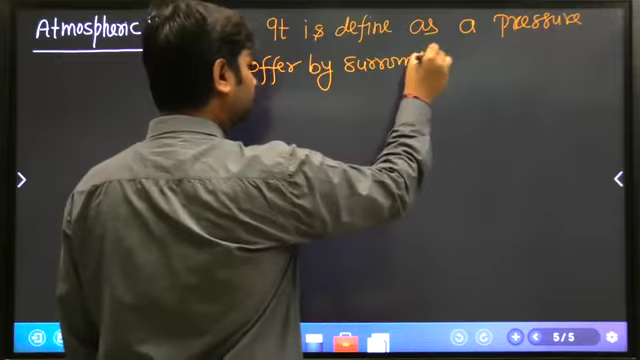 Atmospheric It is define as a pressure
offer by
5/5